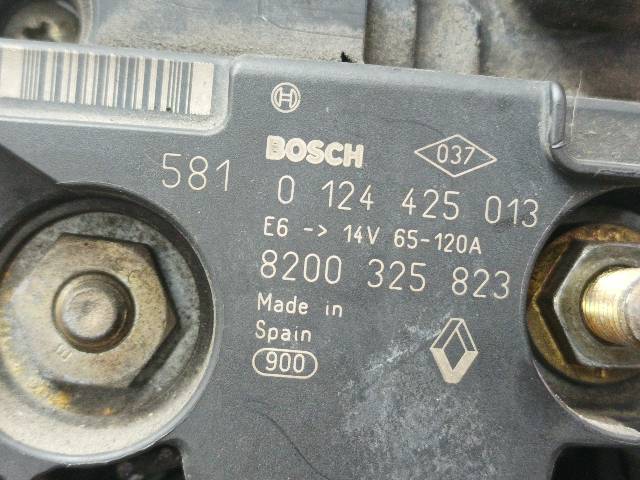 BOSCH
037
581
0 124 425 013
E6 -> 14V 65-120A
8200 325 823
Made in
Spain
900